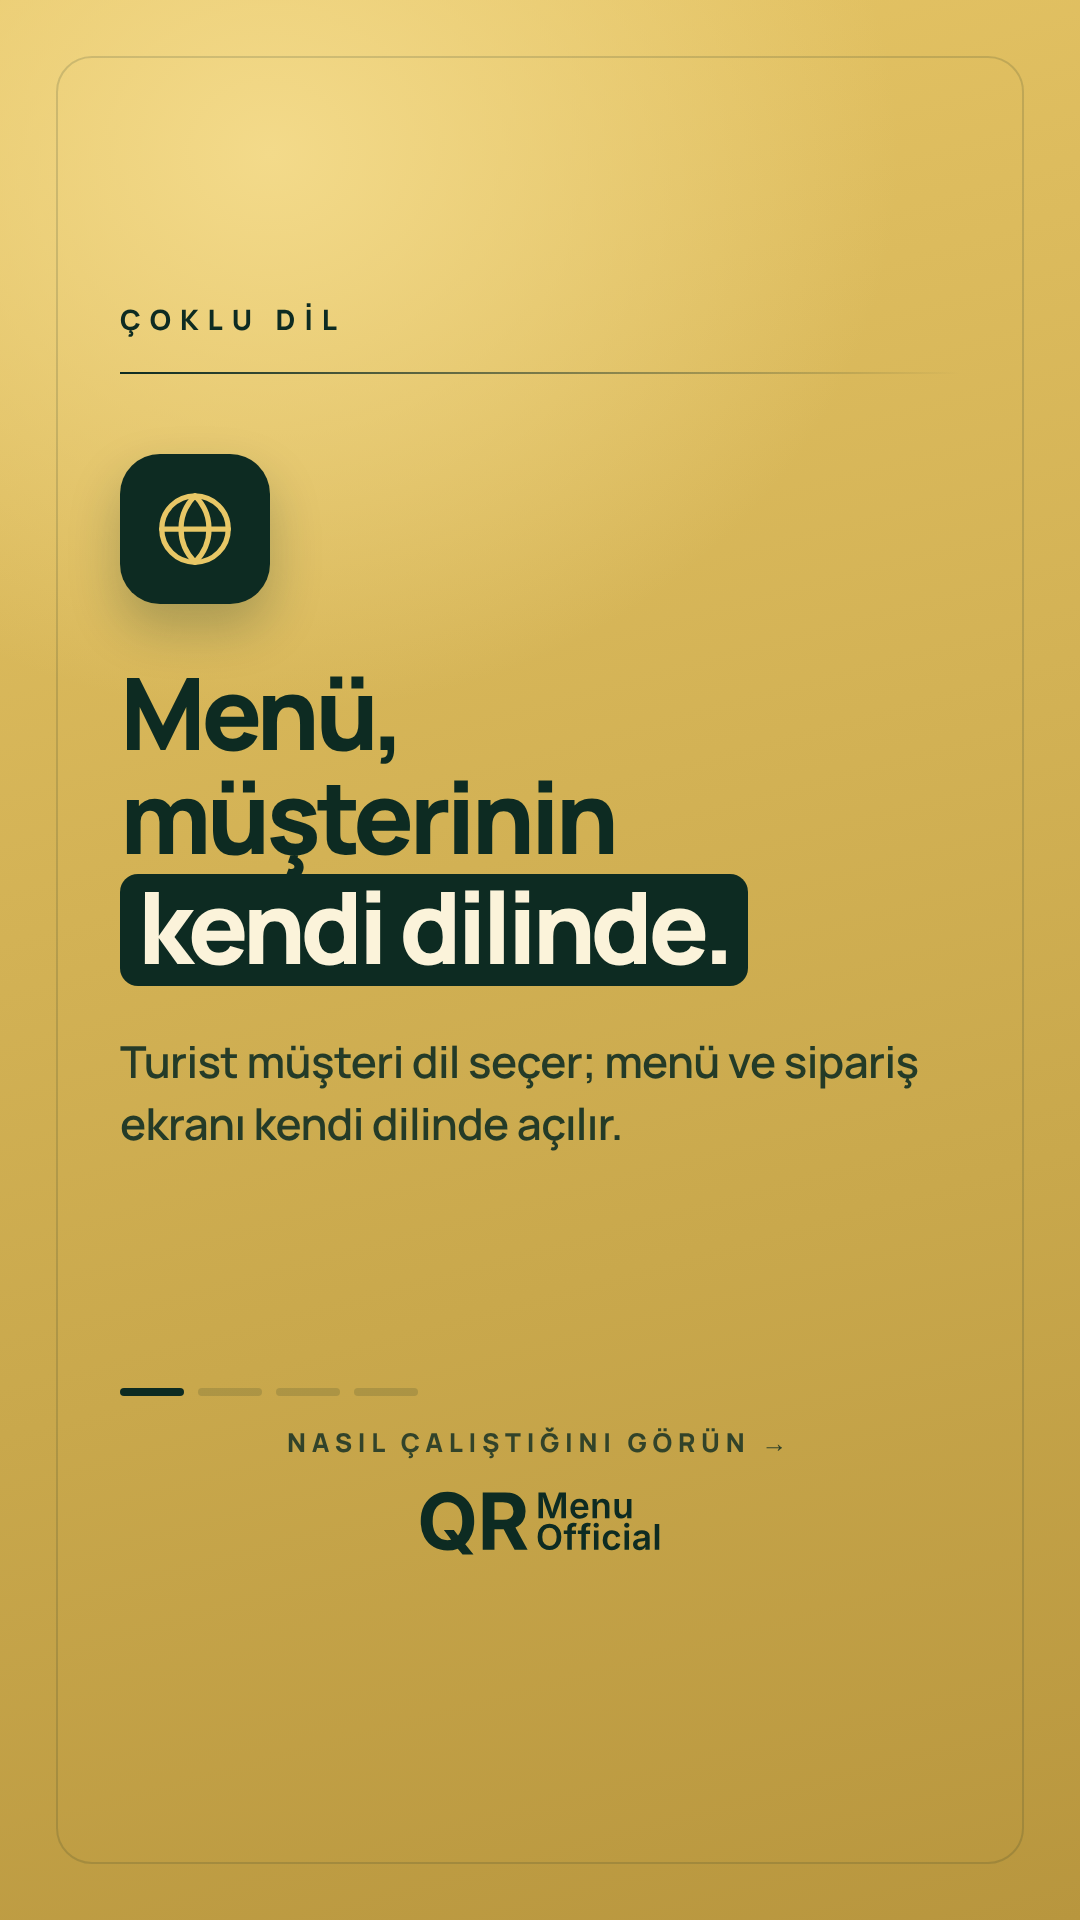 ÇOKLU DİL
Menü,
müşterinin
kendi dilinde.
Turist müşteri dil seçer; menü ve sipariş
ekranı kendi dilinde açılır.
NASIL ÇALIŞTIĞINI GÖRÜN →
QR Menu
Official